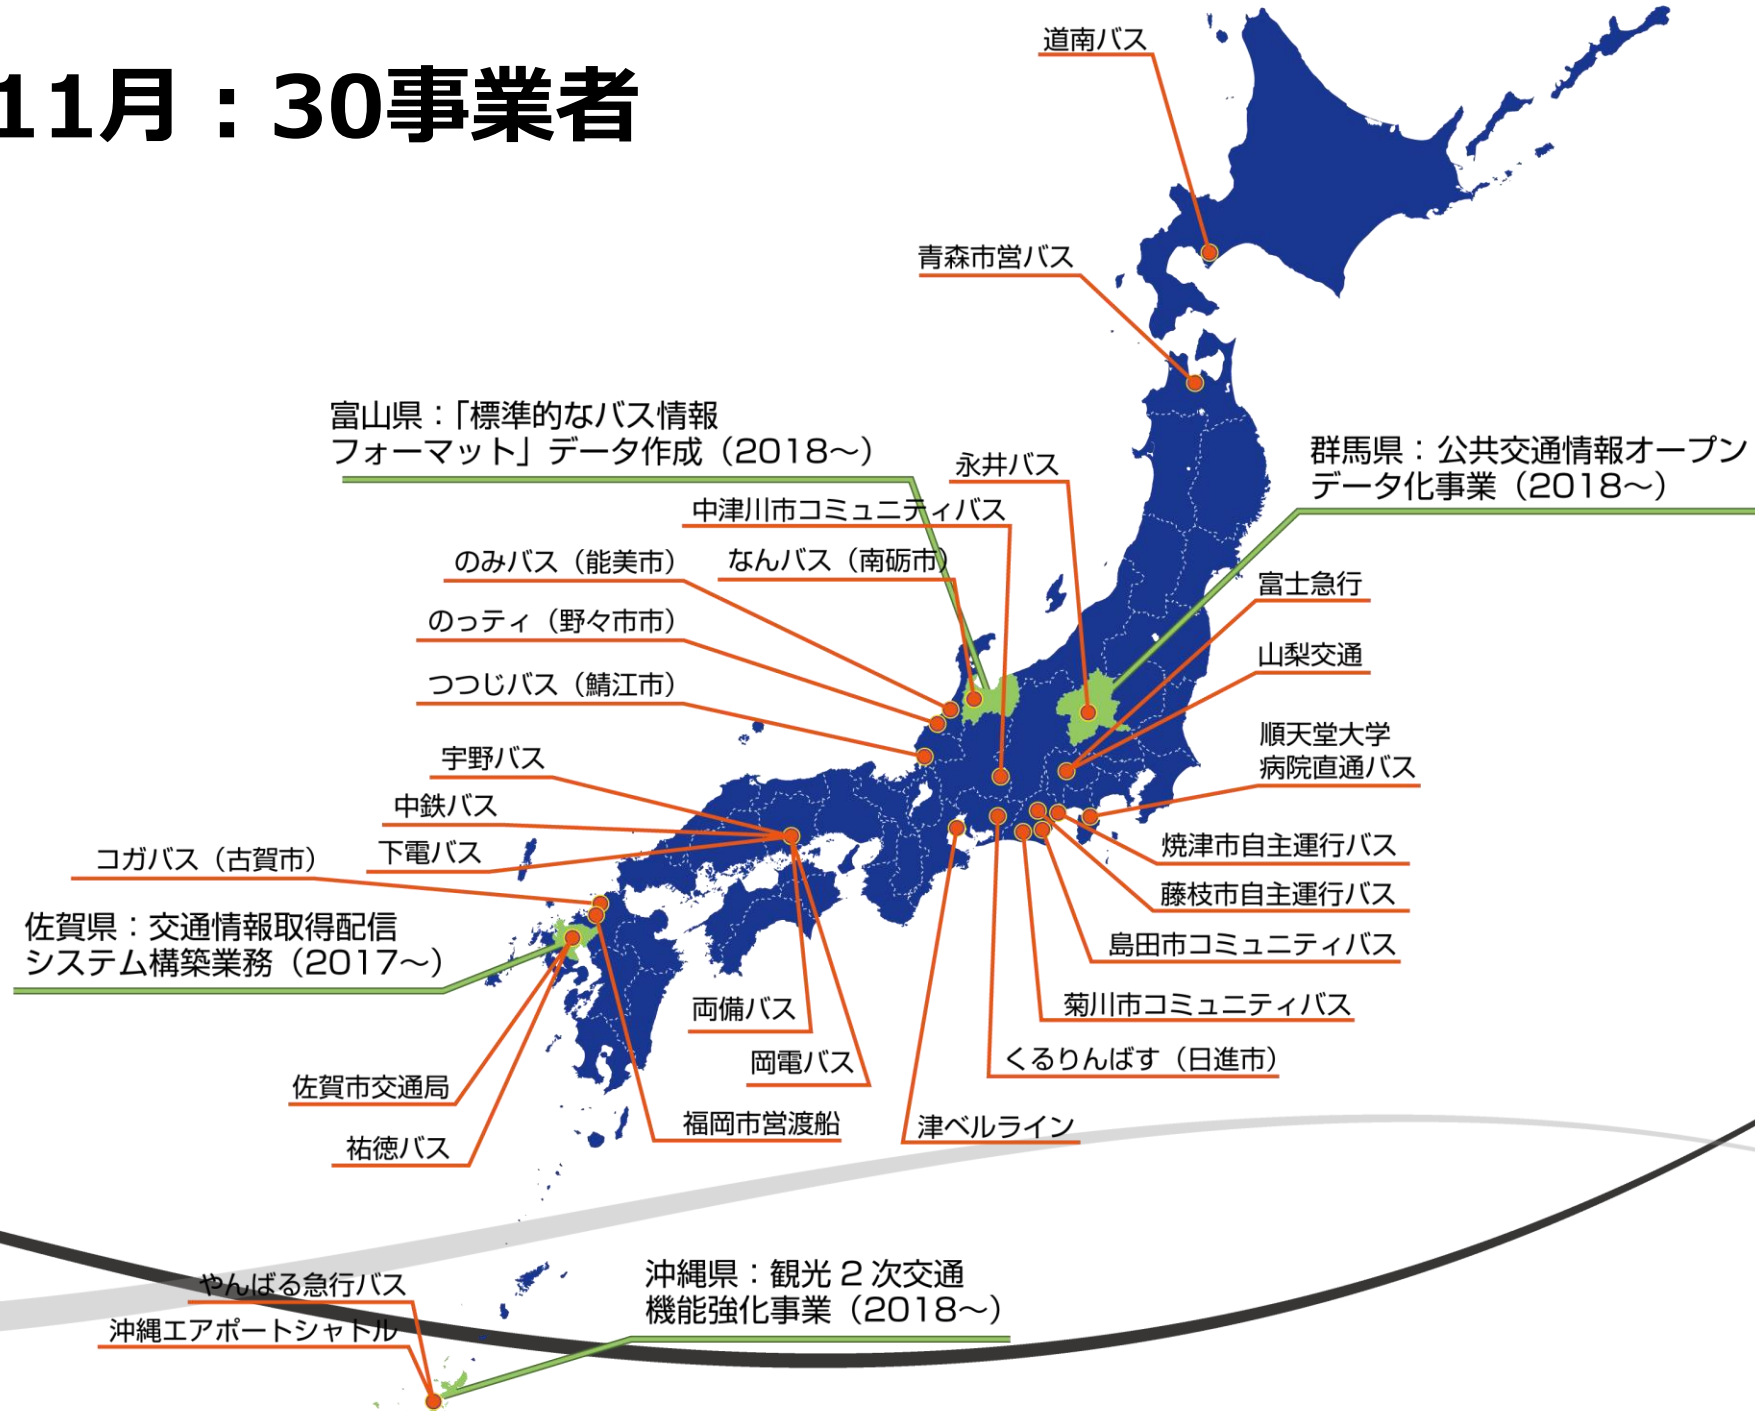 11月：30事業者
道南バス
青森市営バス
富山県：「標準的なバス情報
フォーマット」データ作成（2018～）
永井バス
群馬県：公共交通情報オープン
データ化事業（2018～）
中津川市コミュニティバス
のみバス（能美市）
なんバス（南砺市）
富士急行
のっティ（野々市市）
山梨交通
つつじバス（鯖江市）
順天堂大学
病院直通バス
宇野バス
中鉄バス
下電バス
コガバス（古賀市）
焼津市自主運行バス
藤枝市自主運行バス
佐賀県：交通情報取得配信
システム構築業務（2017～）
島田市コミュニティバス
両備バス
菊川市コミュニティバス
岡電バス
くるりんばす（日進市）
佐賀市交通局
福岡市営渡船
津ベルライン
祐徳バス
やんばる急行バス
沖縄エアポートシャトル
沖縄県：観光２次交通
機能強化事業（2018～）